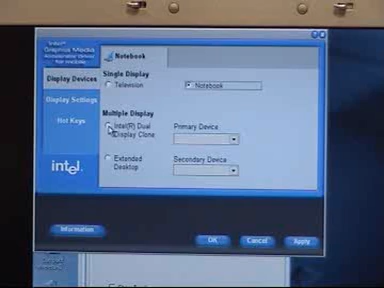 Intel®
Graphics Media
Accelerator Driver
for mobile
Notebook
Display Devices
Display Settings
Hot Keys
intel.
Single Display
Television
Notebook
Multiple Display
Intel(R) Dual
Display Clone
Primary Device
Extended
Desktop
Secondary Device
Information
OK
Cancel
Apply